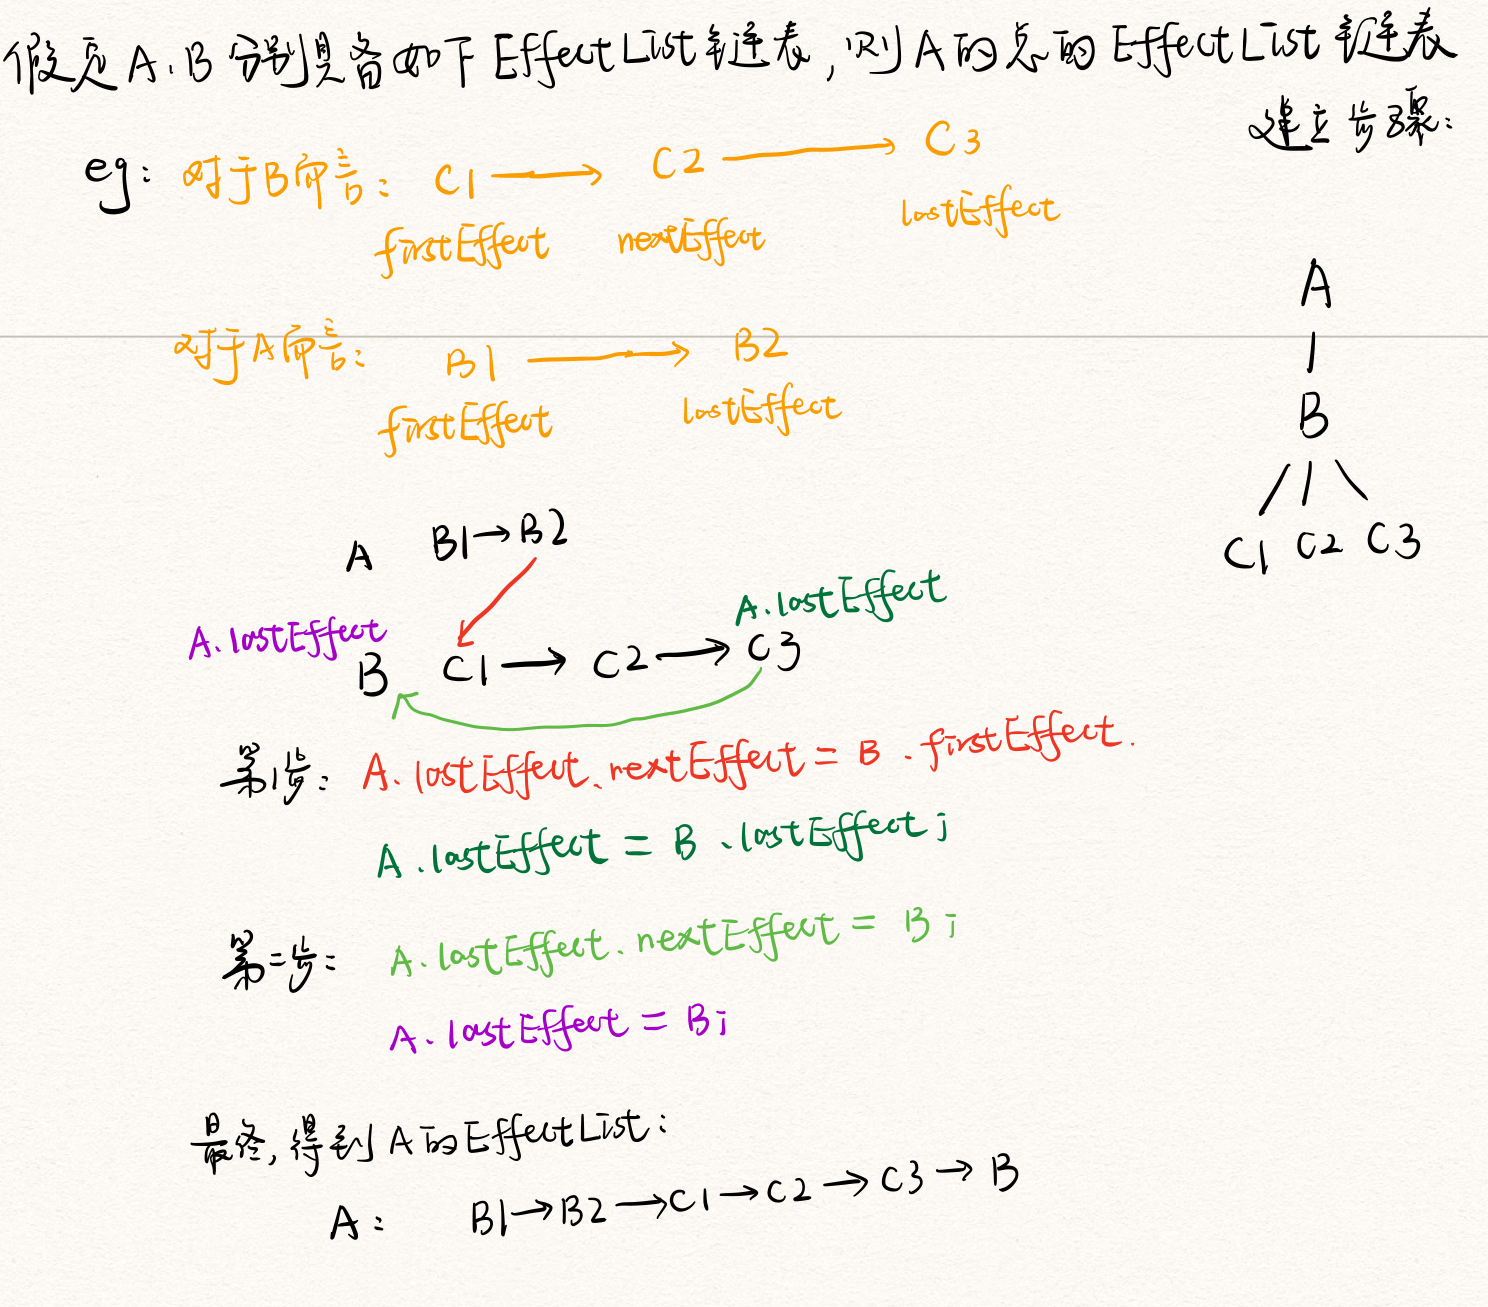 假定A、B分别具备如下EffectList链表,则A的总的EffectList链表
建立步骤:
eg: 对于B而言: C1 → C2 → C3
firstEffect nextEffect lastEffect
对于A而言: B1 → B2
firstEffect lastEffect
A
B
C1 C2 C3
A B1→B2
A.lastEffect A.lastEffect
B C1 → C2 → C3
第1步: A.lastEffect.nextEffect = B.firstEffect.
A.lastEffect = B.lastEffect;
第二步: A.lastEffect.nextEffect = B;
A.lastEffect = B;
最终,得到A的EffectList:
A: B1→B2→C1→C2→C3→B